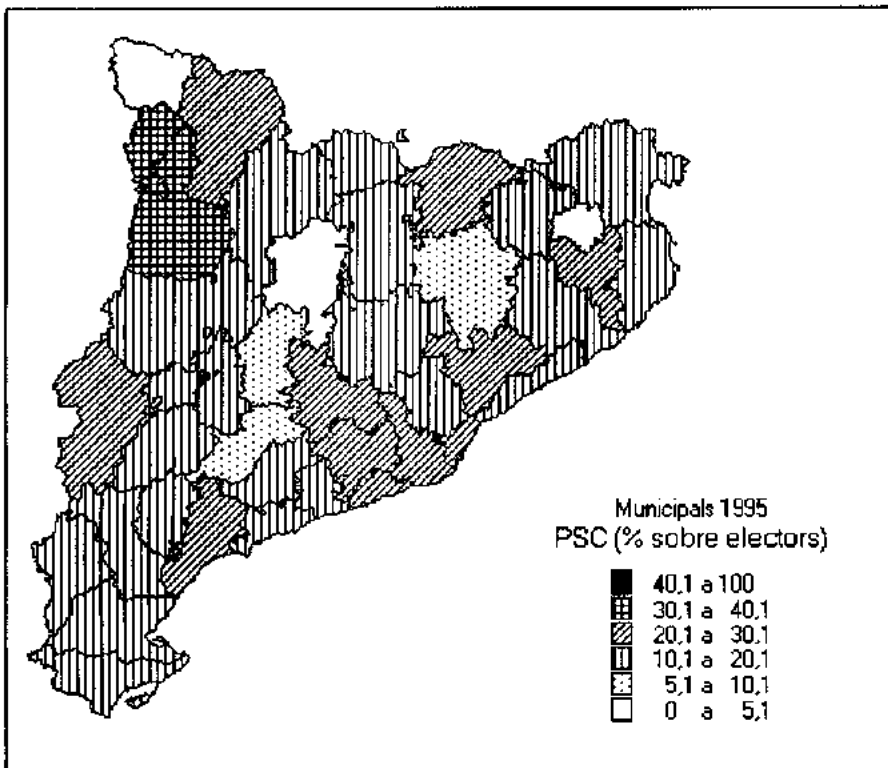 Municipals 1995
PSC (% sobre electors)
40,1 a 100
30,1 a 40,1
20,1 a 30,1
10,1 a 20,1
5,1 a 10,1
0 a 5,1